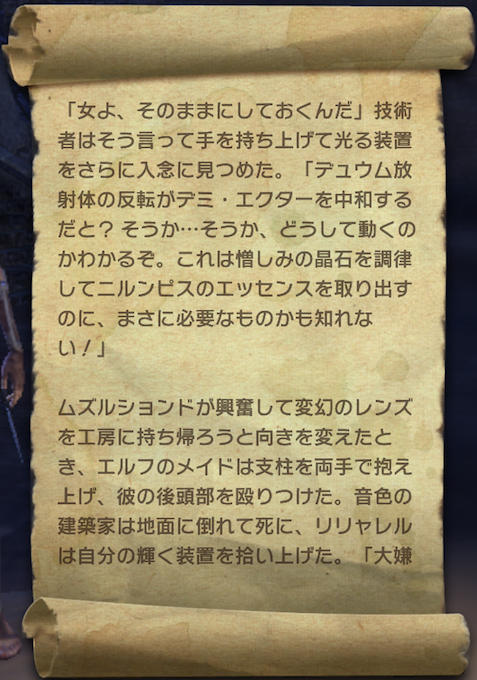 「女よ、そのままにしておくんだ」技術
者はそう言って手を持ち上げて光る装置
をさらに入念に見つめた。「デュウム放
射体の反転がデミ・エクターを中和する
だと? そうか…そうか、どうして動くの
かわかるぞ。これは憎しみの晶石を調律
してニルンピスのエッセンスを取り出す
のに、まさに必要なものかも知れな
い！」
ムズルションドが興奮して変幻のレンズ
を工房に持ち帰ろうと向きを変えたと
き、エルフのメイドは支柱を両手で抱え
上げ、彼の後頭部を殴りつけた。音色の
建築家は地面に倒れて死に、リリャレル
は自分の輝く装置を拾い上げた。「大嫌